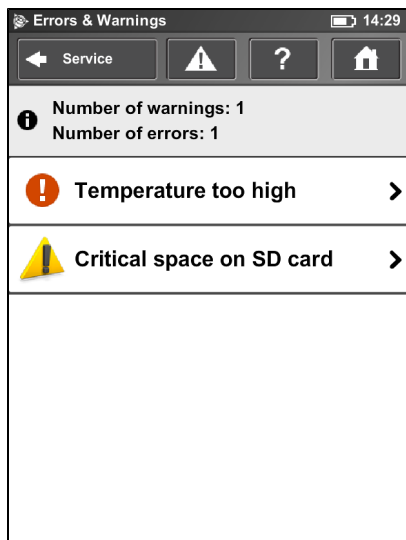 Errors & Warnings 14:29
Service ?
Number of warnings: 1
Number of errors: 1
Temperature too high
Critical space on SD card